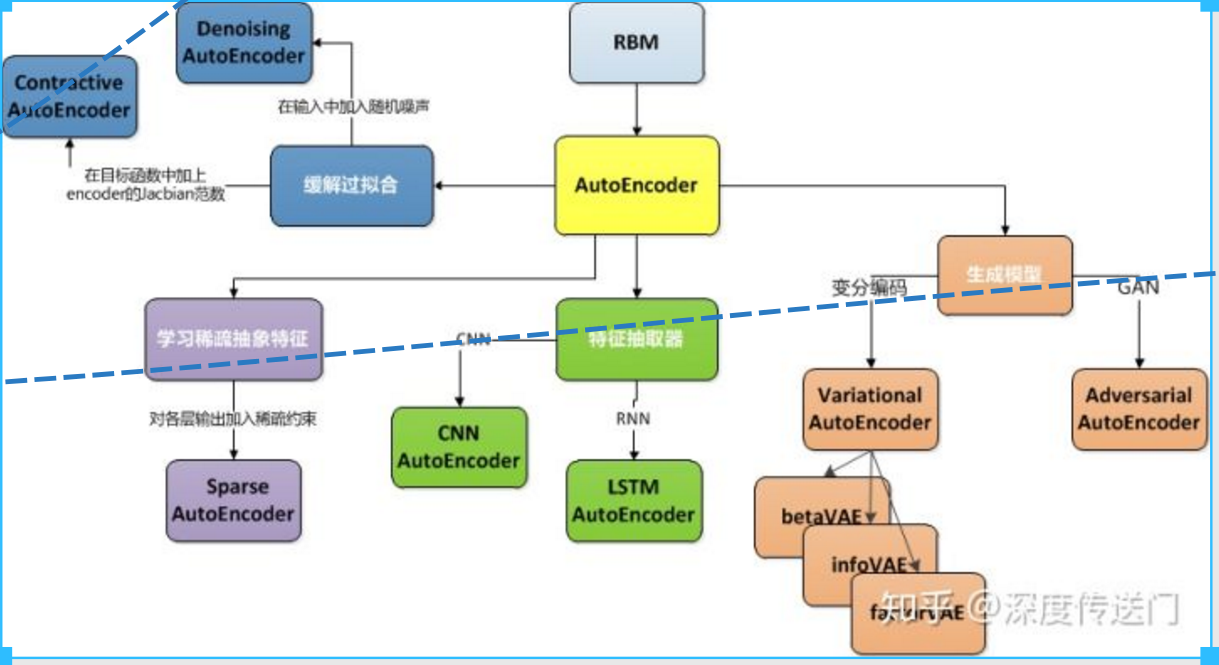 Denoising
AutoEncoder
RBM
Contractive
AutoEncoder
在输入中加入随机噪声
在目标函数中加上
encoder的Jacbian范数
缓解过拟合
AutoEncoder
生成模型
变分编码
GAN
学习稀疏抽象特征
CNN
特征抽取器
对各层输出加入稀疏约束
RNN
Variational
AutoEncoder
Adversarial
AutoEncoder
CNN
AutoEncoder
Sparse
AutoEncoder
LSTM
AutoEncoder
betaVAE
infoVAE
factorVAE
知乎 @深度传送门